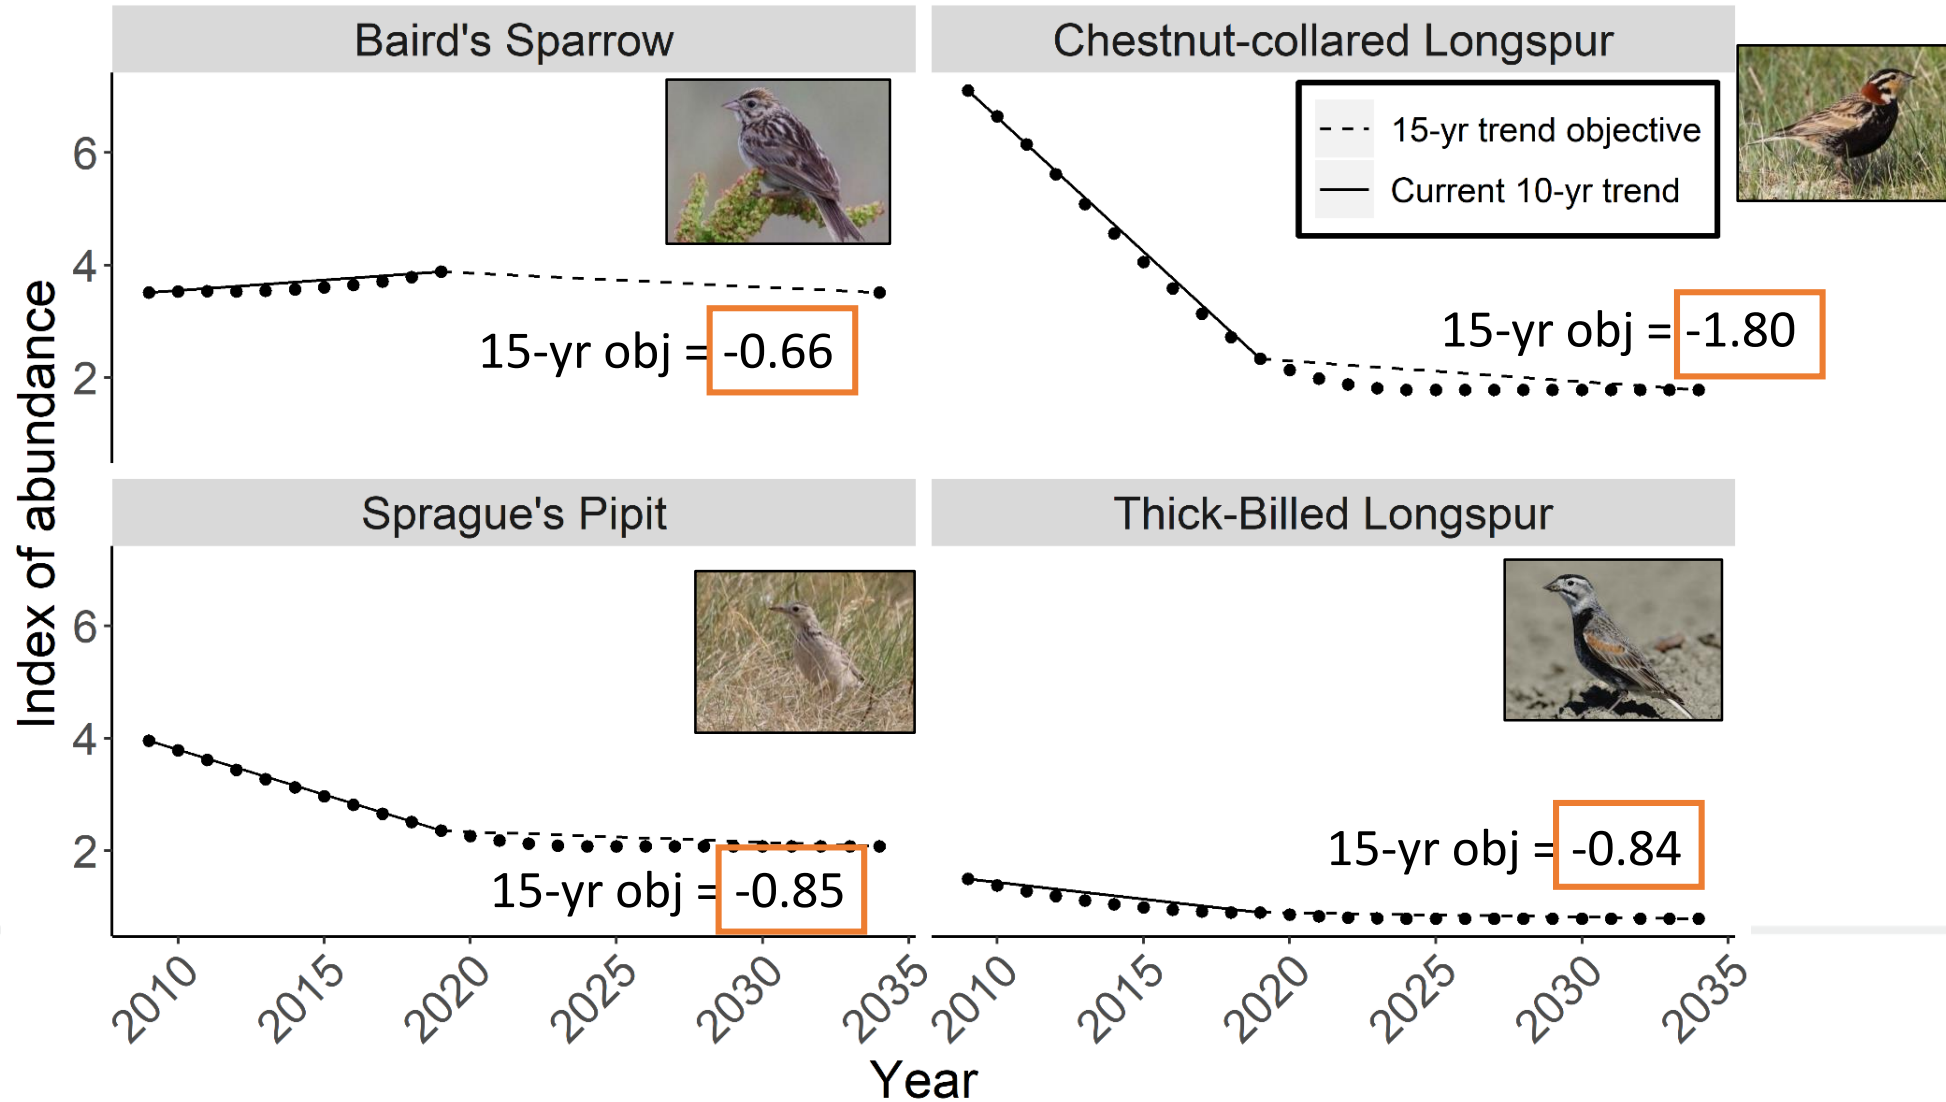 Baird's Sparrow
Chestnut-collared Longspur
15-yr trend objective
Current 10-yr trend
6
4
2
15-yr obj = -0.66
15-yr obj = -1.80
Index of abundance
Sprague's Pipit
Thick-Billed Longspur
6
4
2
15-yr obj = -0.85
15-yr obj = -0.84
2010 2015 2020 2025 2030 2035
2010 2015 2020 2025 2030 2035
Year